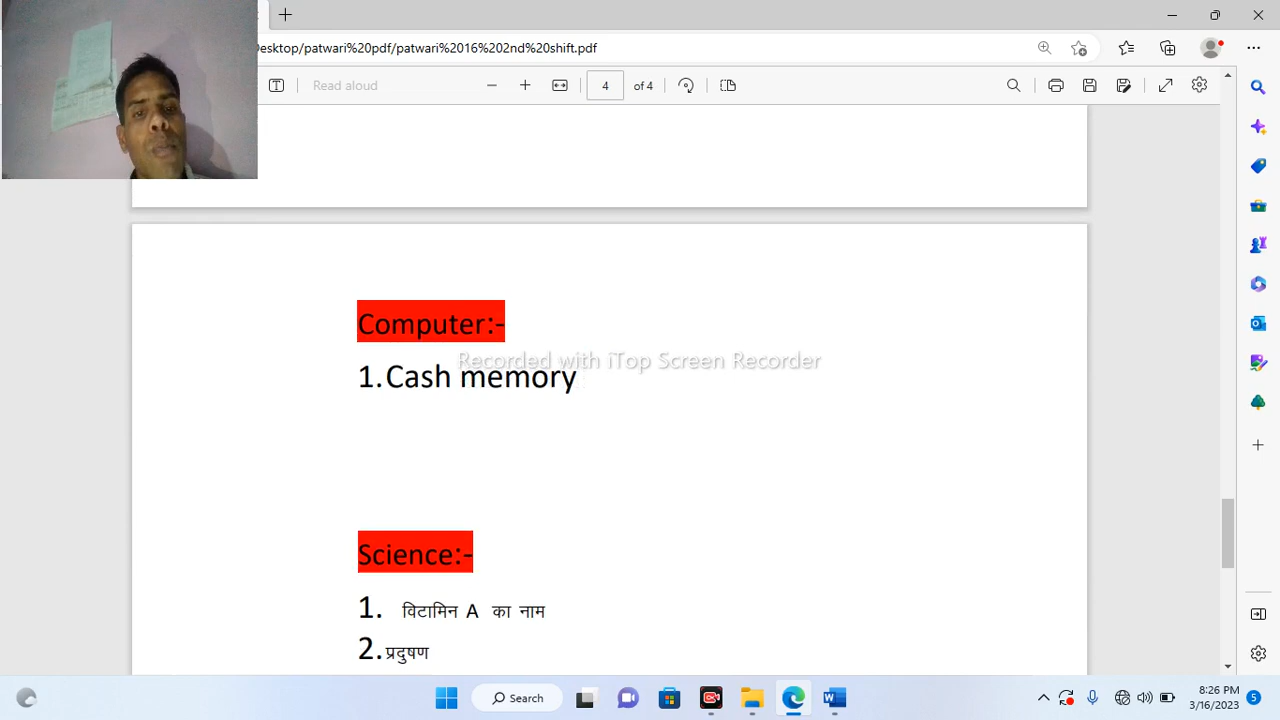 Desktop/patwari%20pdf/patwari%2016%202nd%20shift.pdf
Read aloud
4 of 4
Computer:-
Recorded with iTop Screen Recorder
1.Cash memory
Science:-
1. विटामिन A का नाम
2.प्रदुषण
Search
8:26 PM
3/16/2023
5